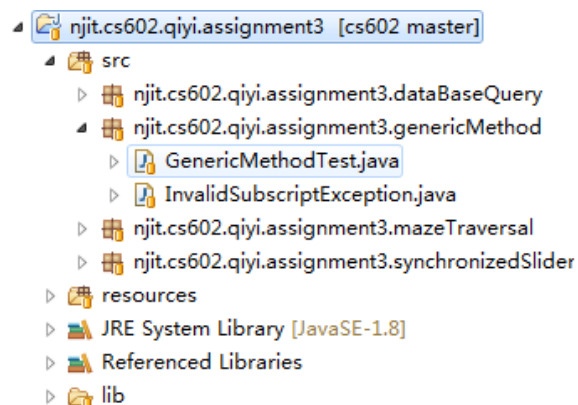 njit.cs602.qiyi.assignment3 [cs602 master]
src
njit.cs602.qiyi.assignment3.dataBaseQuery
njit.cs602.qiyi.assignment3.genericMethod
GenericMethodTest.java
InvalidSubscriptException.java
njit.cs602.qiyi.assignment3.mazeTraversal
njit.cs602.qiyi.assignment3.synchronizedSlider
resources
JRE System Library [JavaSE-1.8]
Referenced Libraries
lib